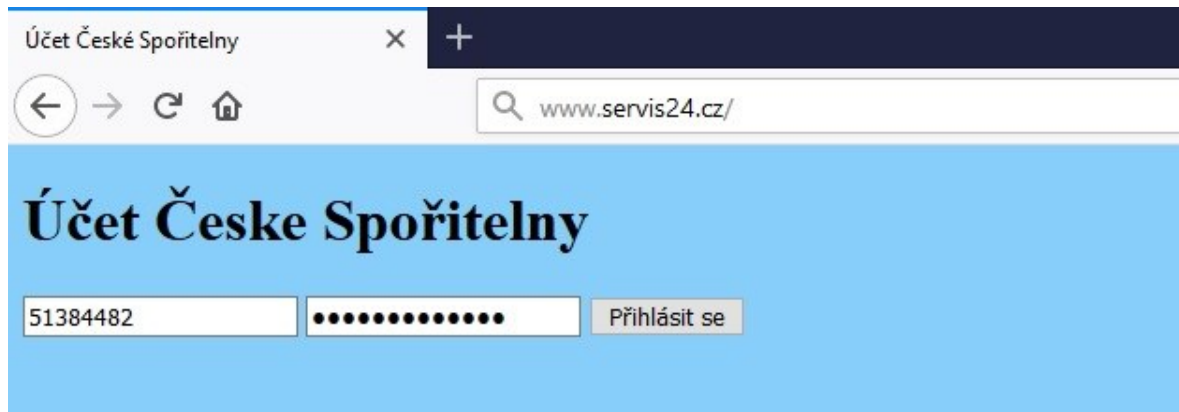 Účet České Spořitelny
www.servis24.cz/
Účet Česke Spořitelny
51384482 ••••••••••••• Přihlásit se